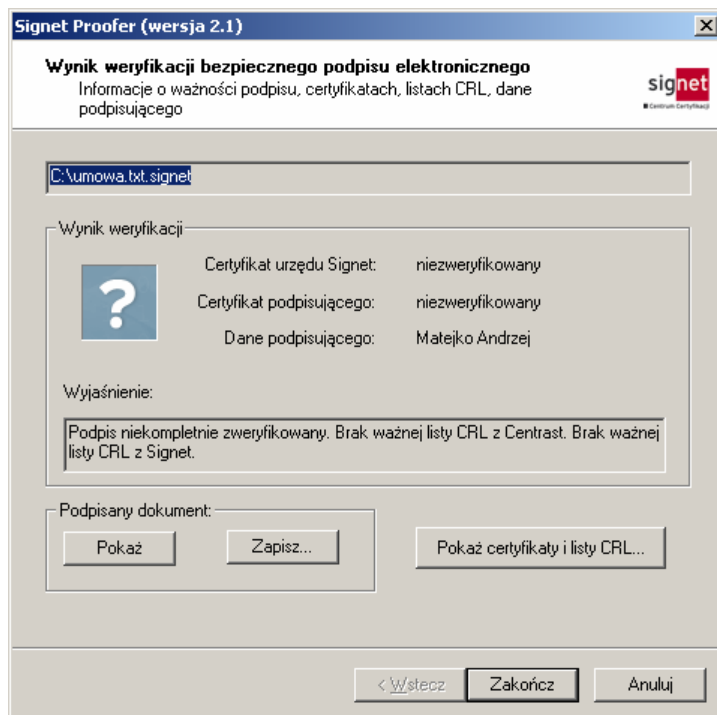 Signet Proofer (wersja 2.1)
Wynik weryfikacji bezpiecznego podpisu elektronicznego
Informacje o ważności podpisu, certyfikatach, listach CRL, dane
podpisującego
signet
Centrum Certyfikacji
C:\umowa.txt.signet
Wynik weryfikacji
?
Certyfikat urzędu Signet: niezweryfikowany
Certyfikat podpisującego: niezweryfikowany
Dane podpisującego: Matejko Andrzej
Wyjaśnienie:
Podpis niekompletnie zweryfikowany. Brak ważnej listy CRL z Centrast. Brak ważnej
listy CRL z Signet.
Podpisany dokument:
Pokaż Zapisz... Pokaż certyfikaty i listy CRL...
< Wstecz Zakończ Anuluj